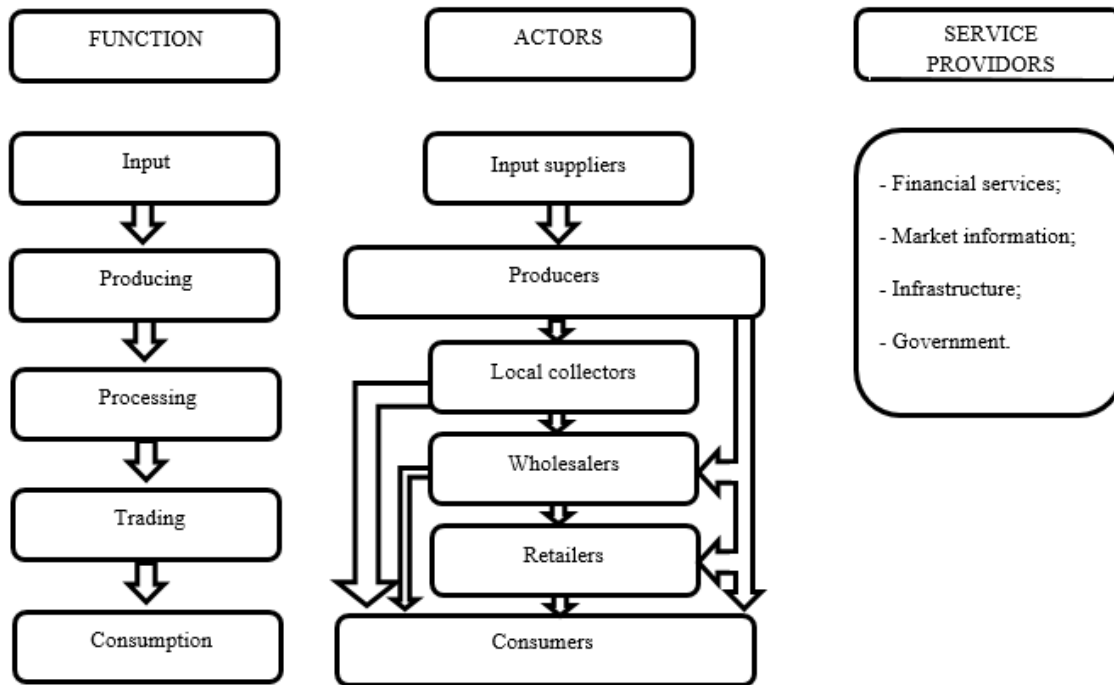 FUNCTION
ACTORS
SERVICE
PROVIDORS
Input
Producing
Processing
Trading
Consumption
Input suppliers
Producers
Local collectors
Wholesalers
Retailers
Consumers
- Financial services;
- Market information;
- Infrastructure;
- Government.